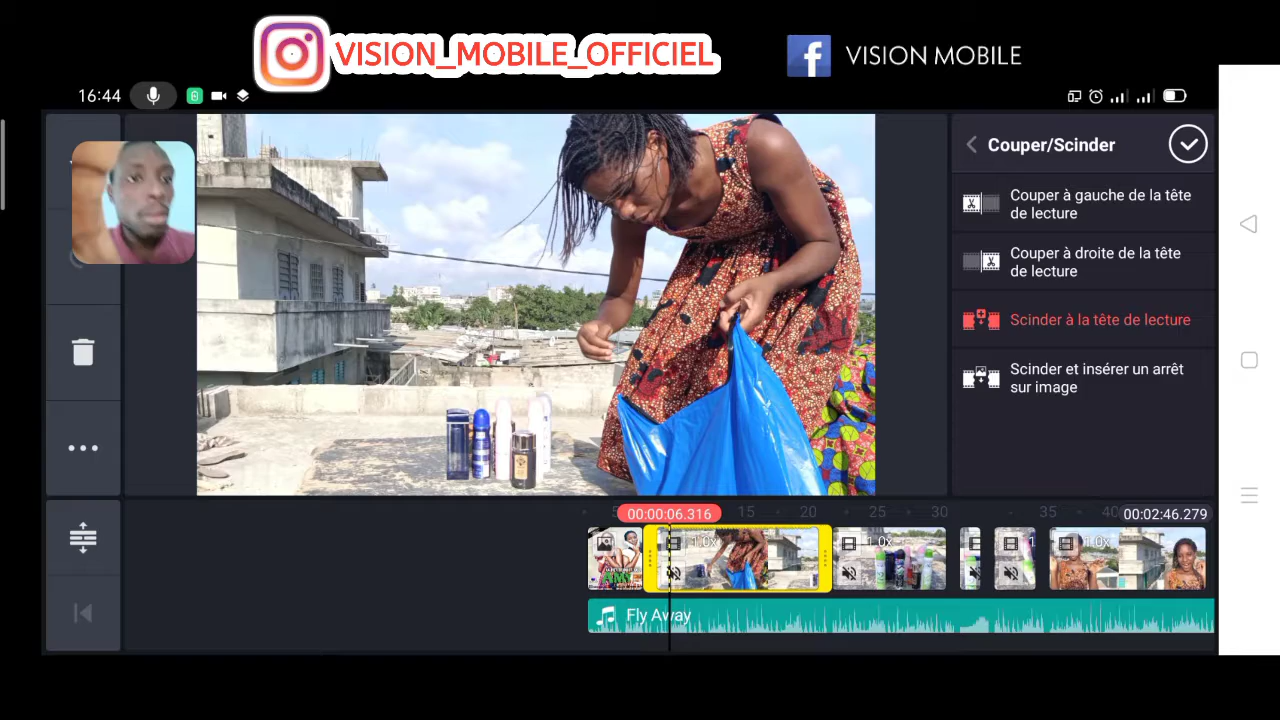 VISION_MOBILE_OFFICIEL
VISION MOBILE
16:44
Couper/Scinder
Couper à gauche de la tête
de lecture
Couper à droite de la tête
de lecture
Scinder à la tête de lecture
Scinder et insérer un arrêt
sur image
00:00:06.316
15
20
25
30
35
00:02:46.279
1.0x
1.0x
1.0x
Fly Away